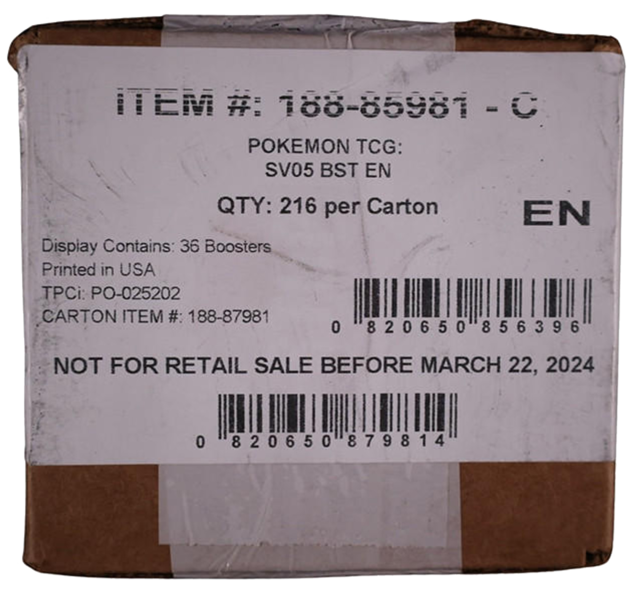 ITEM #: 188-85981 - C
POKEMON TCG:
SV05 BST EN
QTY: 216 per Carton
EN
Display Contains: 36 Boosters
Printed in USA
TPCi: PO-025202
CARTON ITEM #: 188-87981
0 820650 856396
NOT FOR RETAIL SALE BEFORE MARCH 22, 2024
0 820650 879814